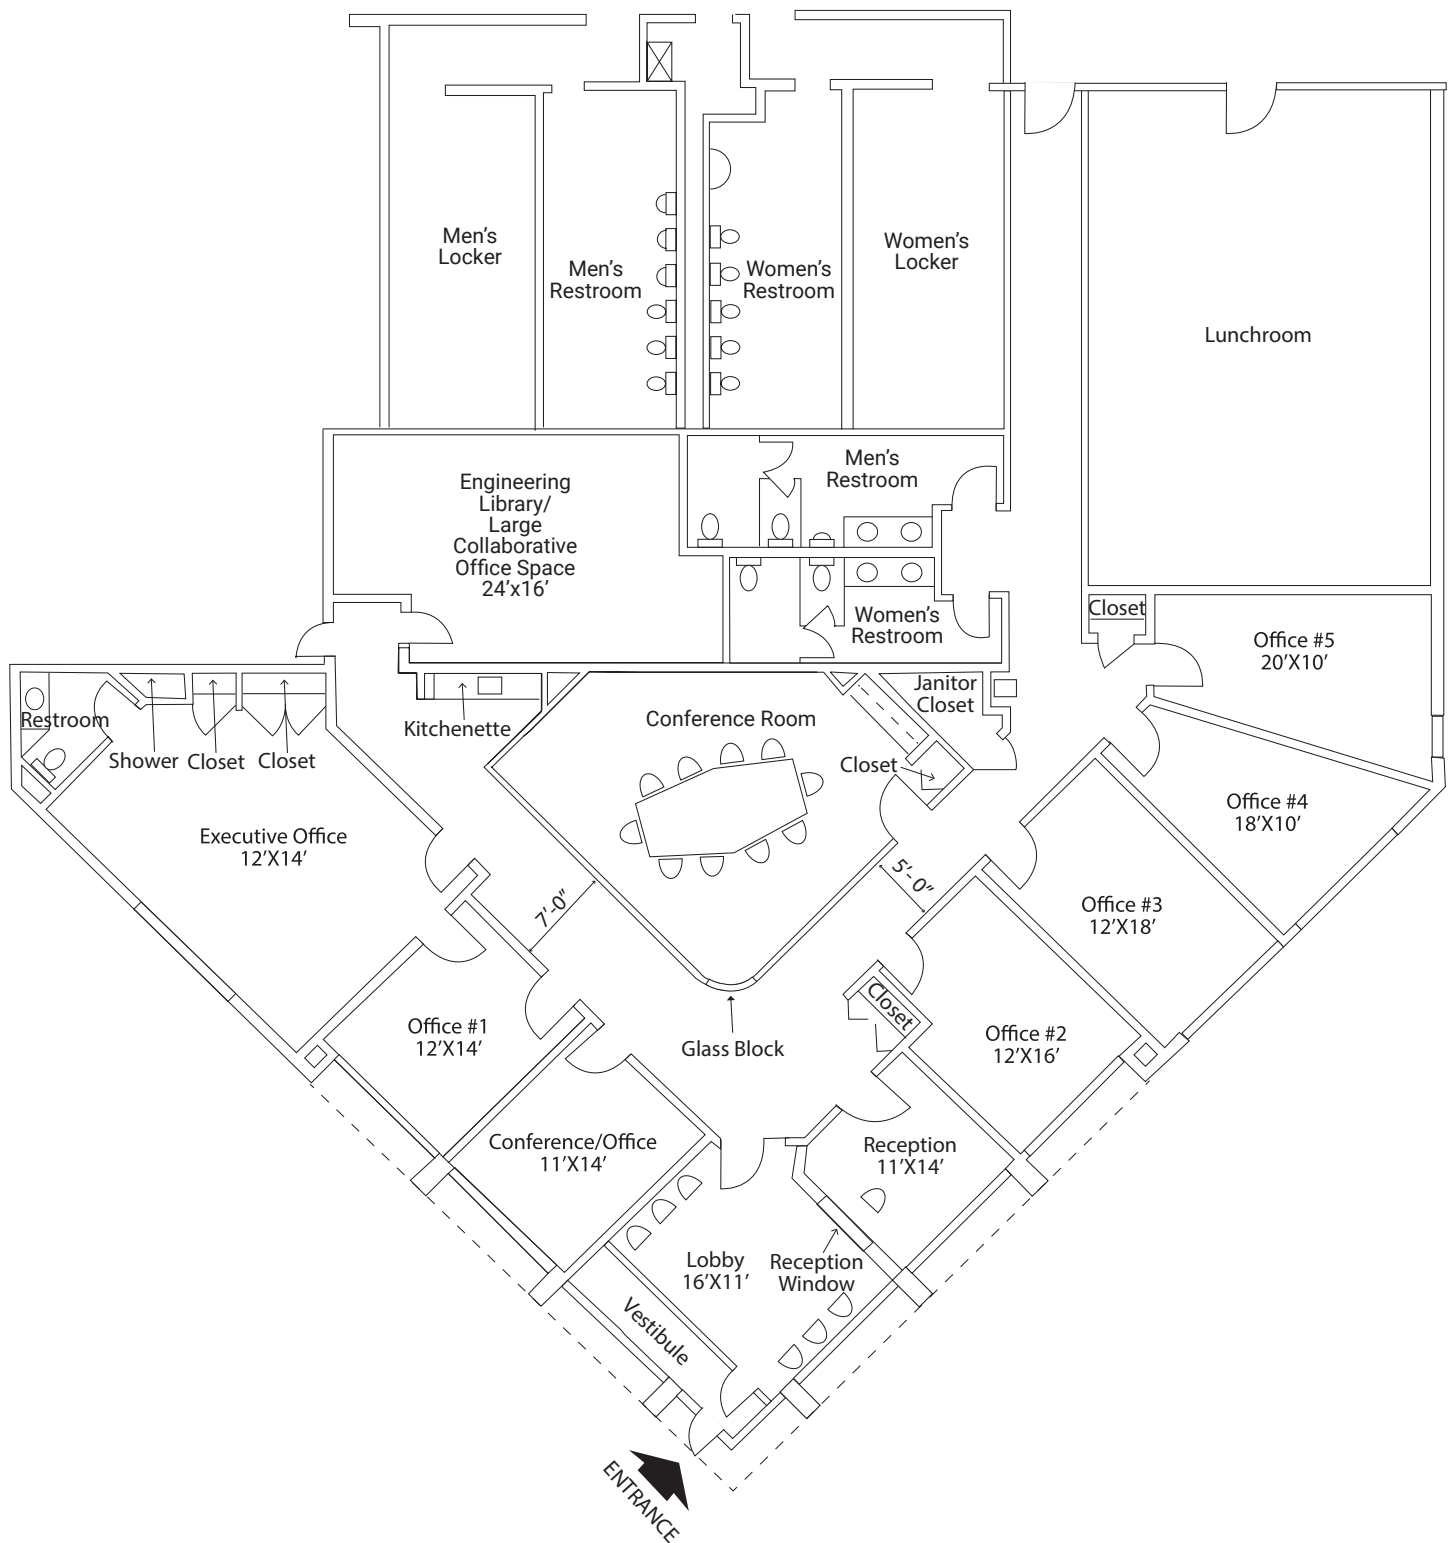 Men's
Locker
Men's
Restroom
Women's
Restroom
Women's
Locker
Lunchroom
Engineering
Library/
Large
Collaborative
Office Space
24'x16'
Men's
Restroom
Women's
Restroom
Closet
Office #5
20'X10'
Restroom
Shower
Closet
Closet
Kitchenette
Conference Room
Janitor
Closet
Closet
Executive Office
12'X14'
Office #4
18'X10'
7'-0"
5'-0"
Office #3
12'X18'
Office #1
12'X14'
Glass Block
Closet
Office #2
12'X16'
Conference/Office
11'X14'
Reception
11'X14'
Lobby
16'X11'
Reception
Window
Vestibule
ENTRANCE